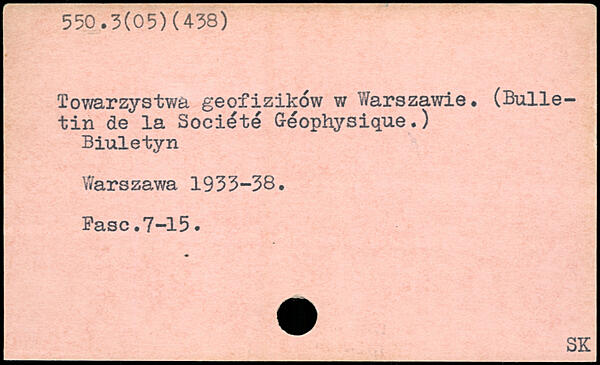 550.3(05)(438)
Towarzystwa geofizików w Warszawie. (Bulle-
tin de la Société Géophysique.)
Biuletyn
Warszawa 1933-38.
Fasc.7-15.
SK